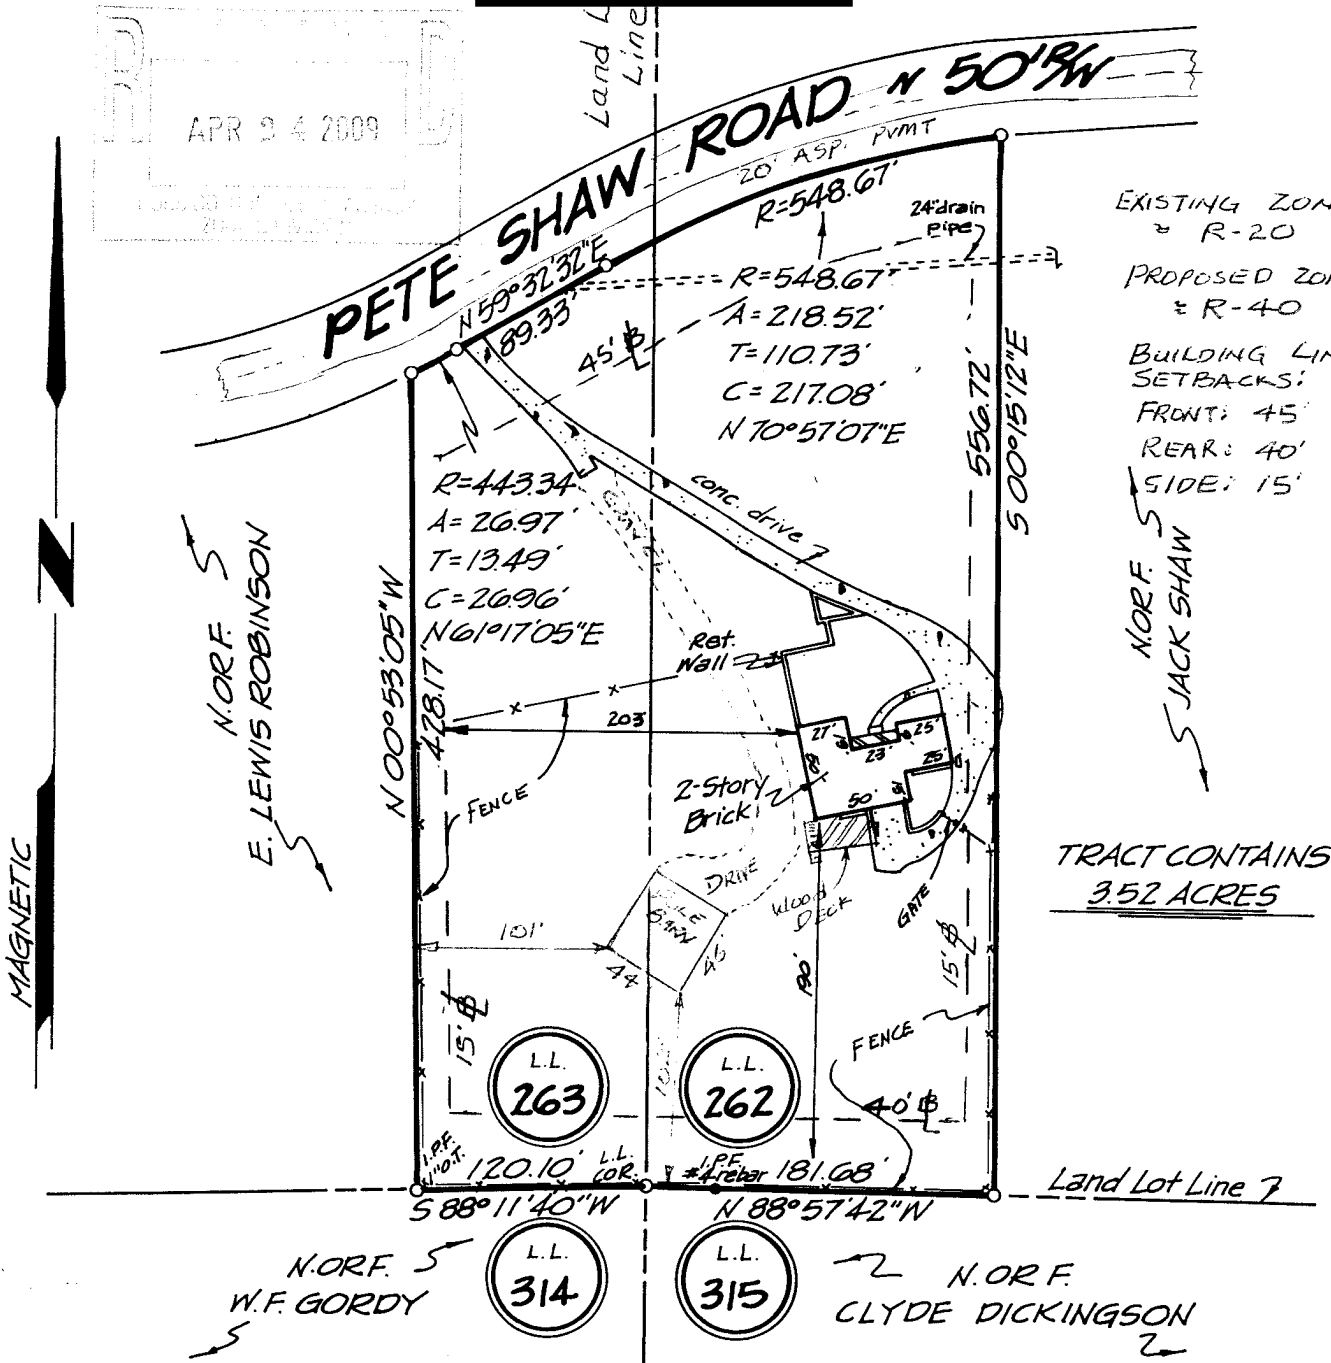 Land L
Line
APR 2 4 2009
PETE SHAW ROAD N 50' R/W
20' ASP. PVMT
R=548.67'
24"drain
pipe
N 59°32'32"E
89.33'
45' BL
R=548.67'
A=218.52'
T=110.73'
C=217.08'
N 70°57'07"E
EXISTING ZON
= R-20
PROPOSED ZON
= R-40
BUILDING LIN
SETBACKS:
FRONT: 45'
REAR: 40'
SIDE: 15'
556.72'
S 00°15'12"E
R=443.34'
A=26.97'
T=13.49'
C=26.96'
N 61°17'05"E
conc. drive
N
N.OR F.
E. LEWIS ROBINSON
N.OR F.
JACK SHAW
N 00°53'05"W
428.17'
Ret.
Wall
203'
27'
23'
25'
25'
50'
2-Story
Brick
FENCE
MAGNETIC
TRACT CONTAINS
3.52 ACRES
DRIVE
Wood
DECK
GATE
101'
44
46'
190'
15' BL
15' BL
FENCE
40' BL
L.L.
263
L.L.
262
I.P.F.
1"O.T.
120.10'
L.L.
COR.
I.P.F.
#4 rebar
181.68'
Land Lot Line
S 88°11'40"W
N 88°57'42"W
L.L.
314
L.L.
315
N.OR F.
W.F. GORDY
N.OR F.
CLYDE DICKINGSON